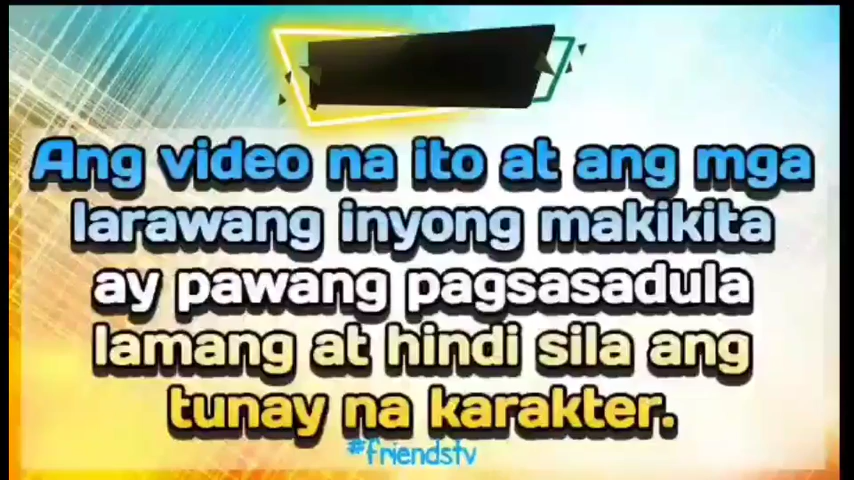 Ang video na ito at ang mga
larawang inyong makikita
ay pawang pagsasadula
lamang at hindi sila ang
tunay na karakter.
#friendstv